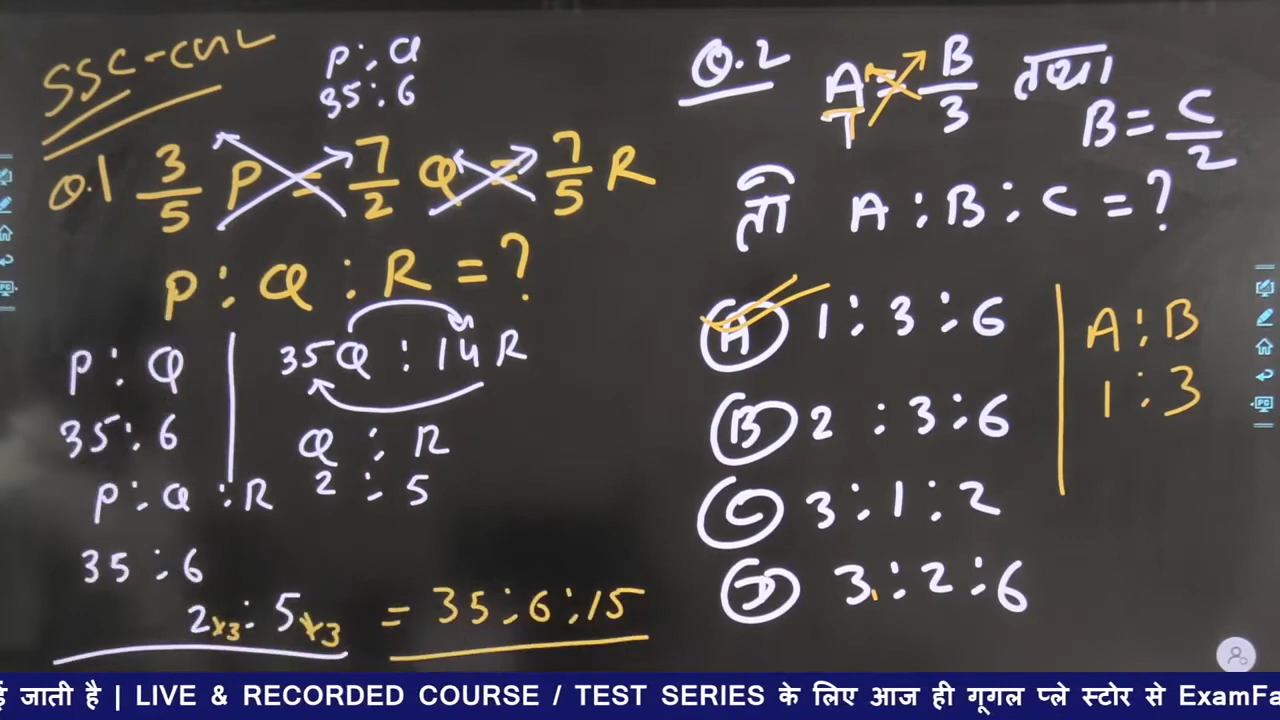 SSC-CGL
P : Q
35 : 6
Q.1 3/5 P = 7/2 Q = 7/5 R
P : Q : R = ?
P : Q
35 : 6
35Q : 14R
Q : R
2 : 5
P : Q : R
35 : 6
2×3 : 5×3 = 35 : 6 : 15
Q.2 A/1 = B/3 तथा
B = C/2
तो A : B : C = ?
(A) 1 : 3 : 6
(B) 2 : 3 : 6
(C) 3 : 1 : 2
(D) 3 : 2 : 6
A : B
1 : 3
ई जाती है | LIVE & RECORDED COURSE / TEST SERIES के लिए आज ही गूगल प्ले स्टोर से ExamFa